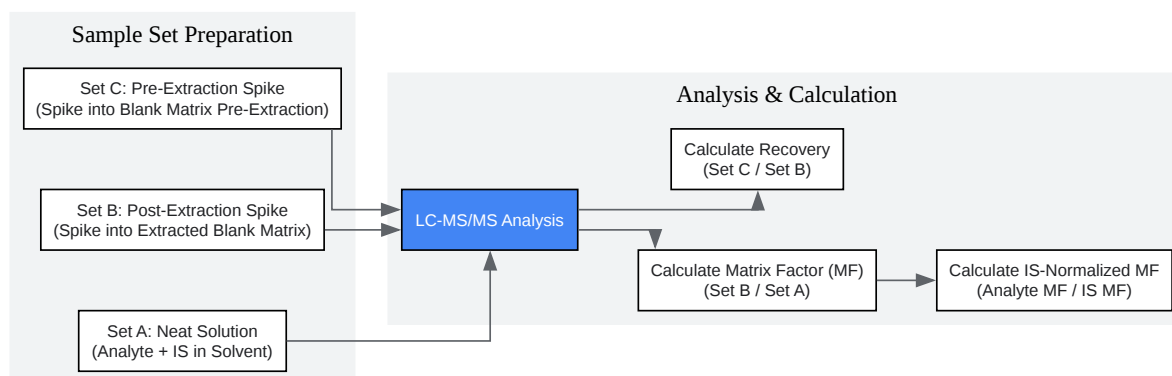 Sample Set Preparation
Set C: Pre-Extraction Spike
(Spike into Blank Matrix Pre-Extraction)
Set B: Post-Extraction Spike
(Spike into Extracted Blank Matrix)
Set A: Neat Solution
(Analyte + IS in Solvent)
LC-MS/MS Analysis
Analysis & Calculation
Calculate Recovery
(Set C / Set B)
Calculate Matrix Factor (MF)
(Set B / Set A)
Calculate IS-Normalized MF
(Analyte MF / IS MF)